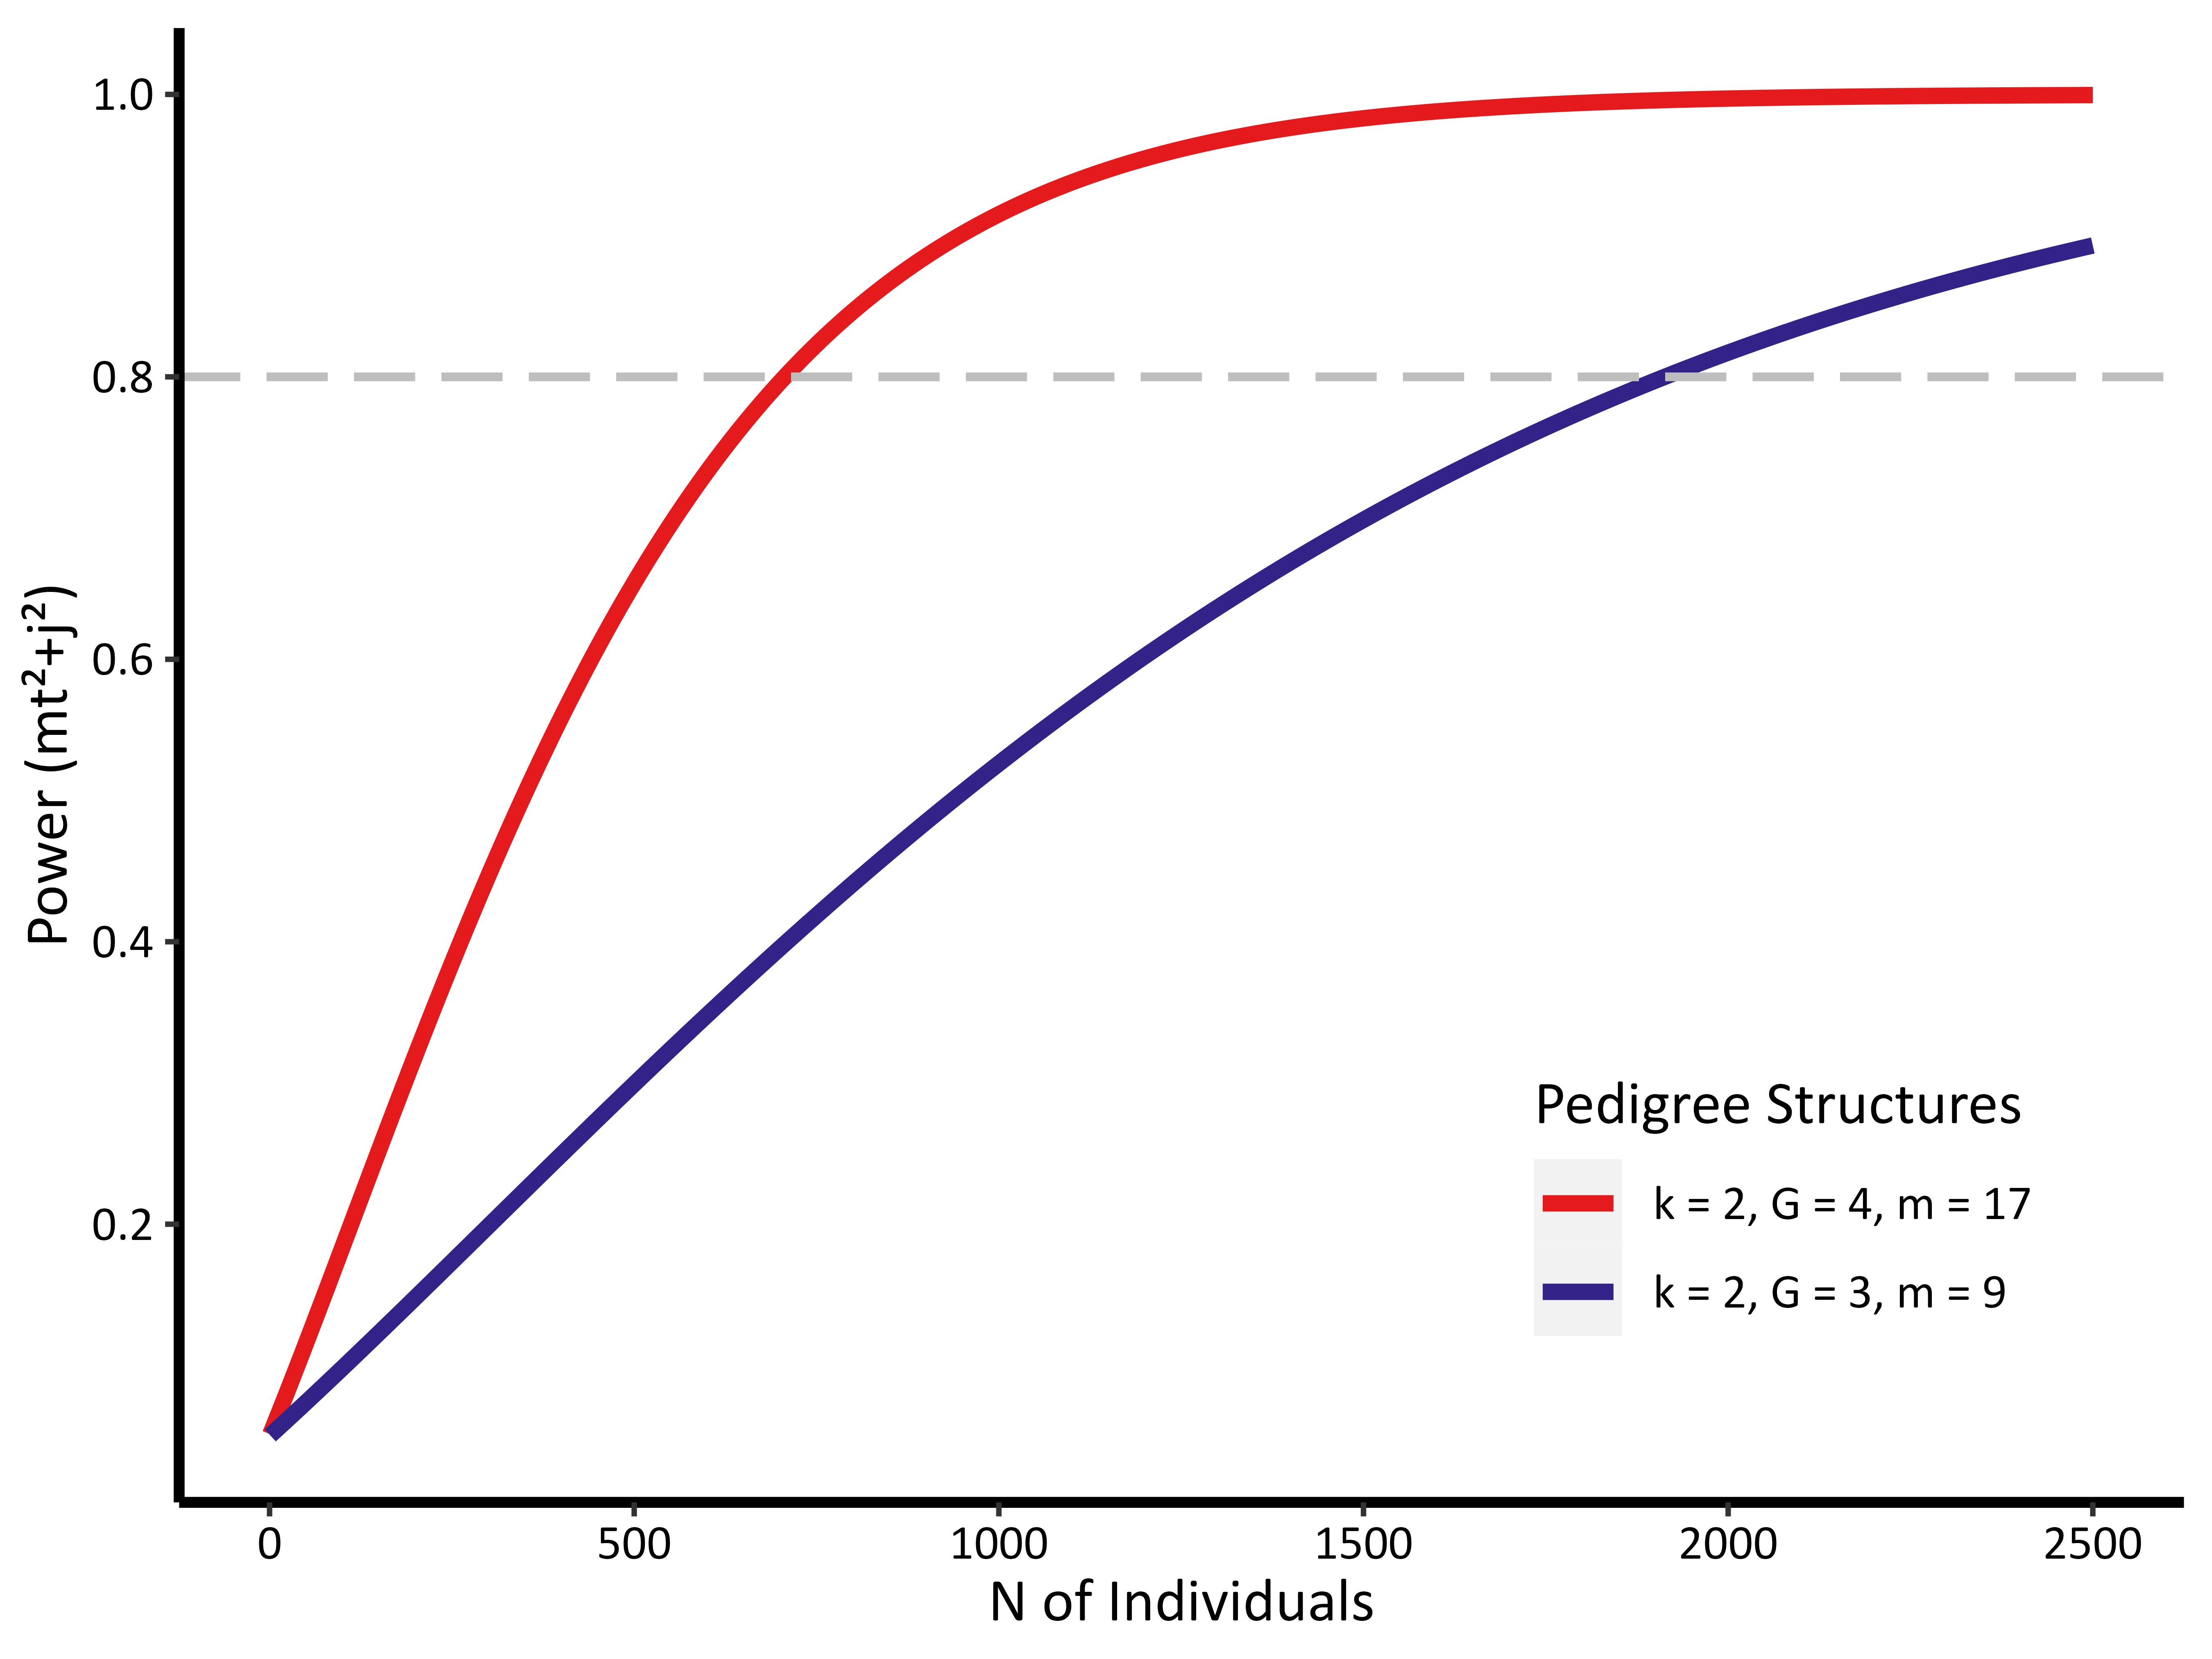 Power (mt²+j²)
1.0
0.8
0.6
0.4
0.2
Pedigree Structures
k = 2, G = 4, m = 17
k = 2, G = 3, m = 9
0 500 1000 1500 2000 2500
N of Individuals